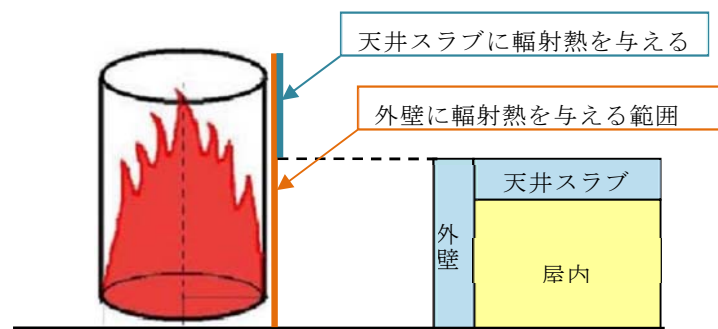 天井スラブに輻射熱を与える
外壁に輻射熱を与える範囲
天井スラブ
外壁
屋内